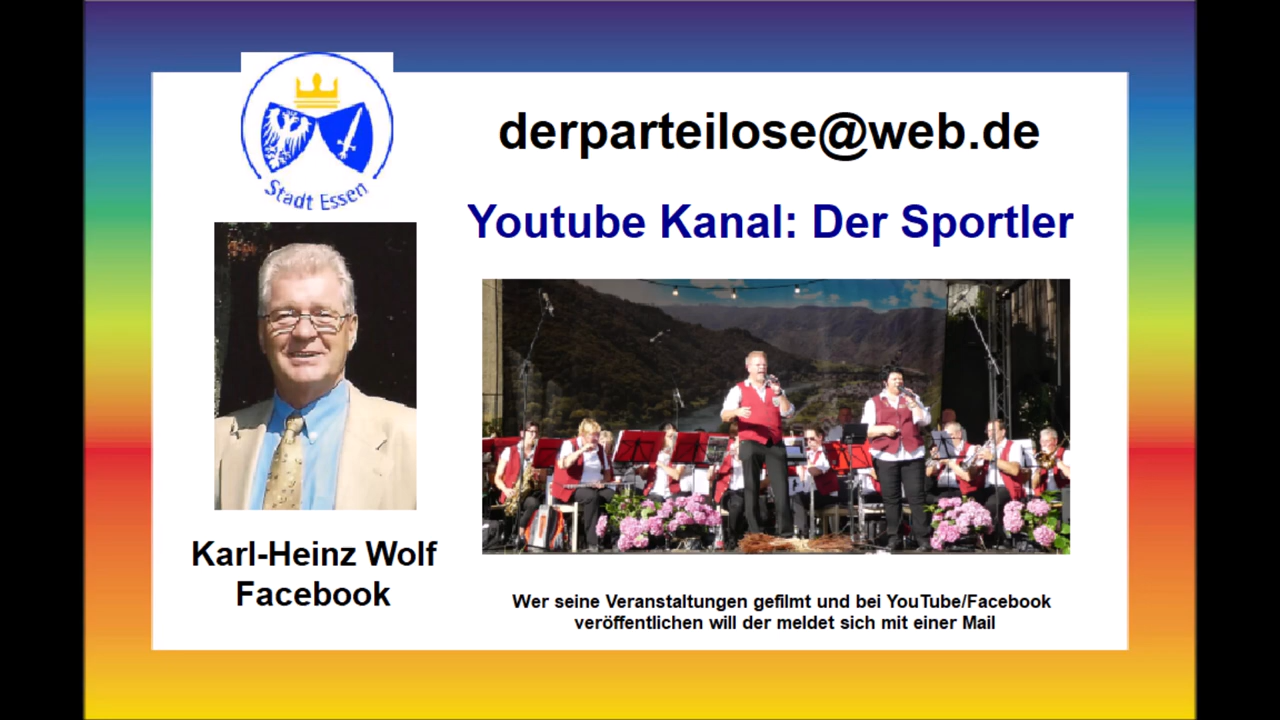 Stadt Essen
derparteilose@web.de
Youtube Kanal: Der Sportler
Karl-Heinz Wolf
Facebook
Wer seine Veranstaltungen gefilmt und bei YouTube/Facebook
veröffentlichen will der meldet sich mit einer Mail